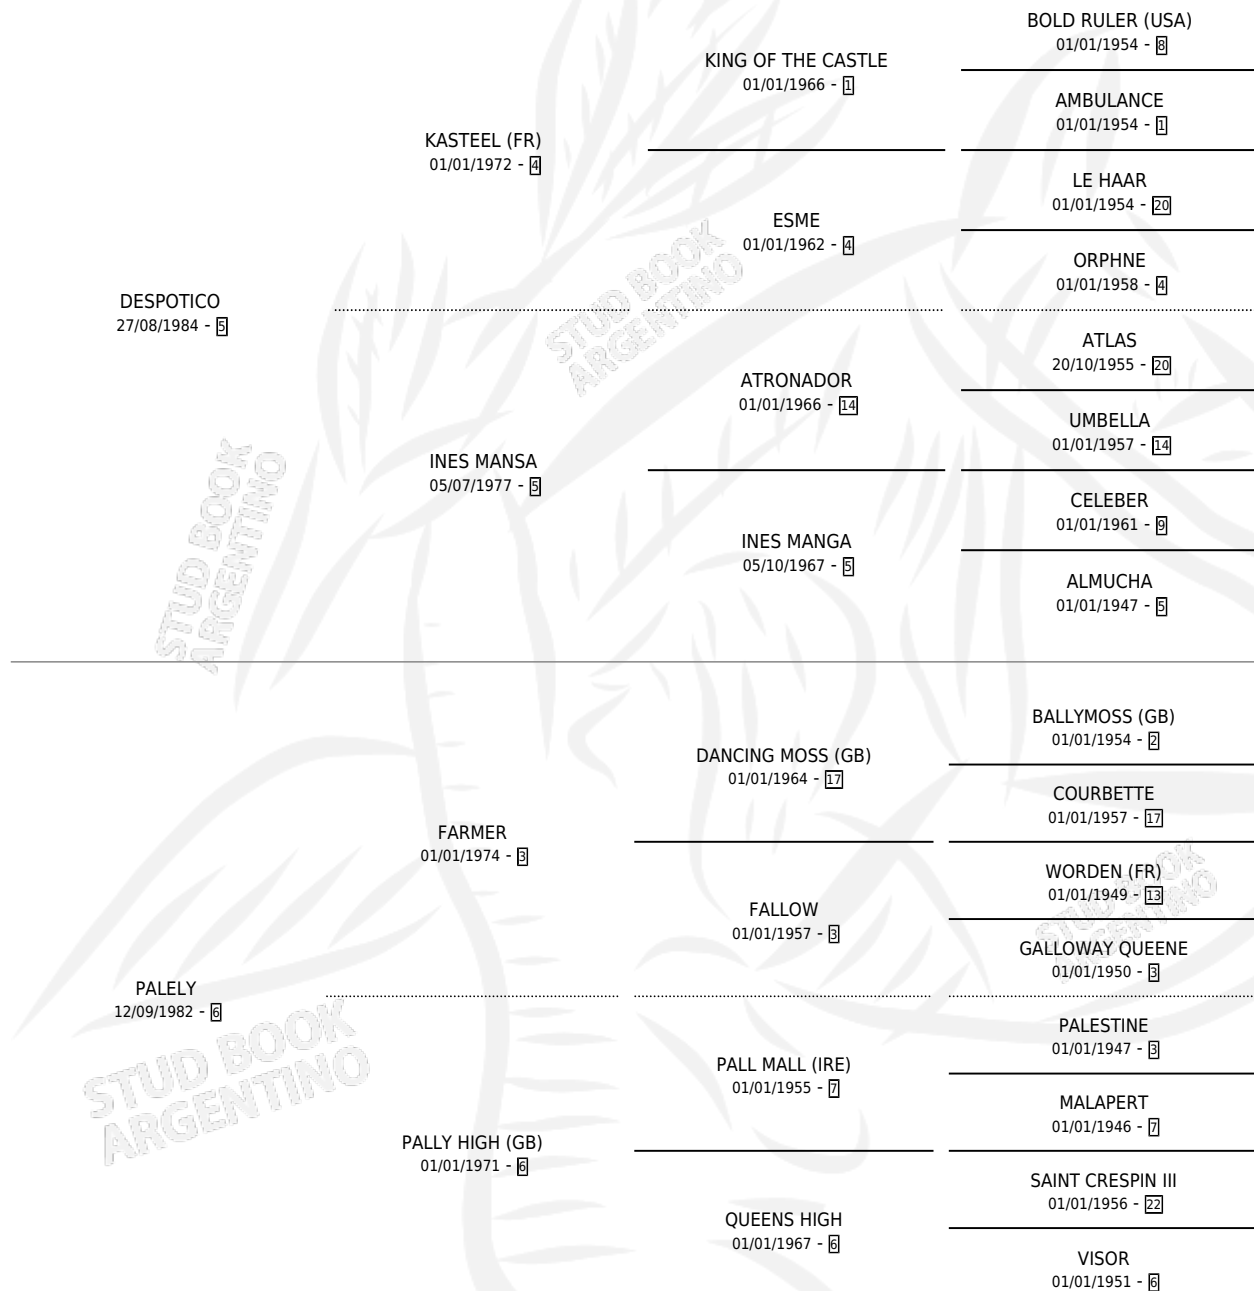 BOLD RULER (USA)
01/01/1954 - 8
KING OF THE CASTLE
01/01/1966 - 1
AMBULANCE
01/01/1954 - 1
KASTEEL (FR)
01/01/1972 - 4
LE HAAR
01/01/1954 - 20
ESME
01/01/1962 - 4
ORPHNE
01/01/1958 - 4
DESPOTICO
27/08/1984 - 5
ATLAS
20/10/1955 - 20
ATRONADOR
01/01/1966 - 14
UMBELLA
01/01/1957 - 14
INES MANSA
05/07/1977 - 5
CELEBER
01/01/1961 - 9
INES MANGA
05/10/1967 - 5
ALMUCHA
01/01/1947 - 5
STUD BOOK
ARGENTINO
STUD BOOK
ARGENTINO
BALLYMOSS (GB)
01/01/1954 - 2
DANCING MOSS (GB)
01/01/1964 - 17
COURBETTE
01/01/1957 - 17
FARMER
01/01/1974 - 3
WORDEN (FR)
01/01/1949 - 13
FALLOW
01/01/1957 - 3
GALLOWAY QUEENE
01/01/1950 - 3
PALELY
12/09/1982 - 6
PALESTINE
01/01/1947 - 3
PALL MALL (IRE)
01/01/1955 - 7
MALAPERT
01/01/1946 - 7
PALLY HIGH (GB)
01/01/1971 - 6
SAINT CRESPIN III
01/01/1956 - 22
QUEENS HIGH
01/01/1967 - 6
VISOR
01/01/1951 - 6
STUD BOOK
ARGENTINO
STUD BOOK
ARGENTINO